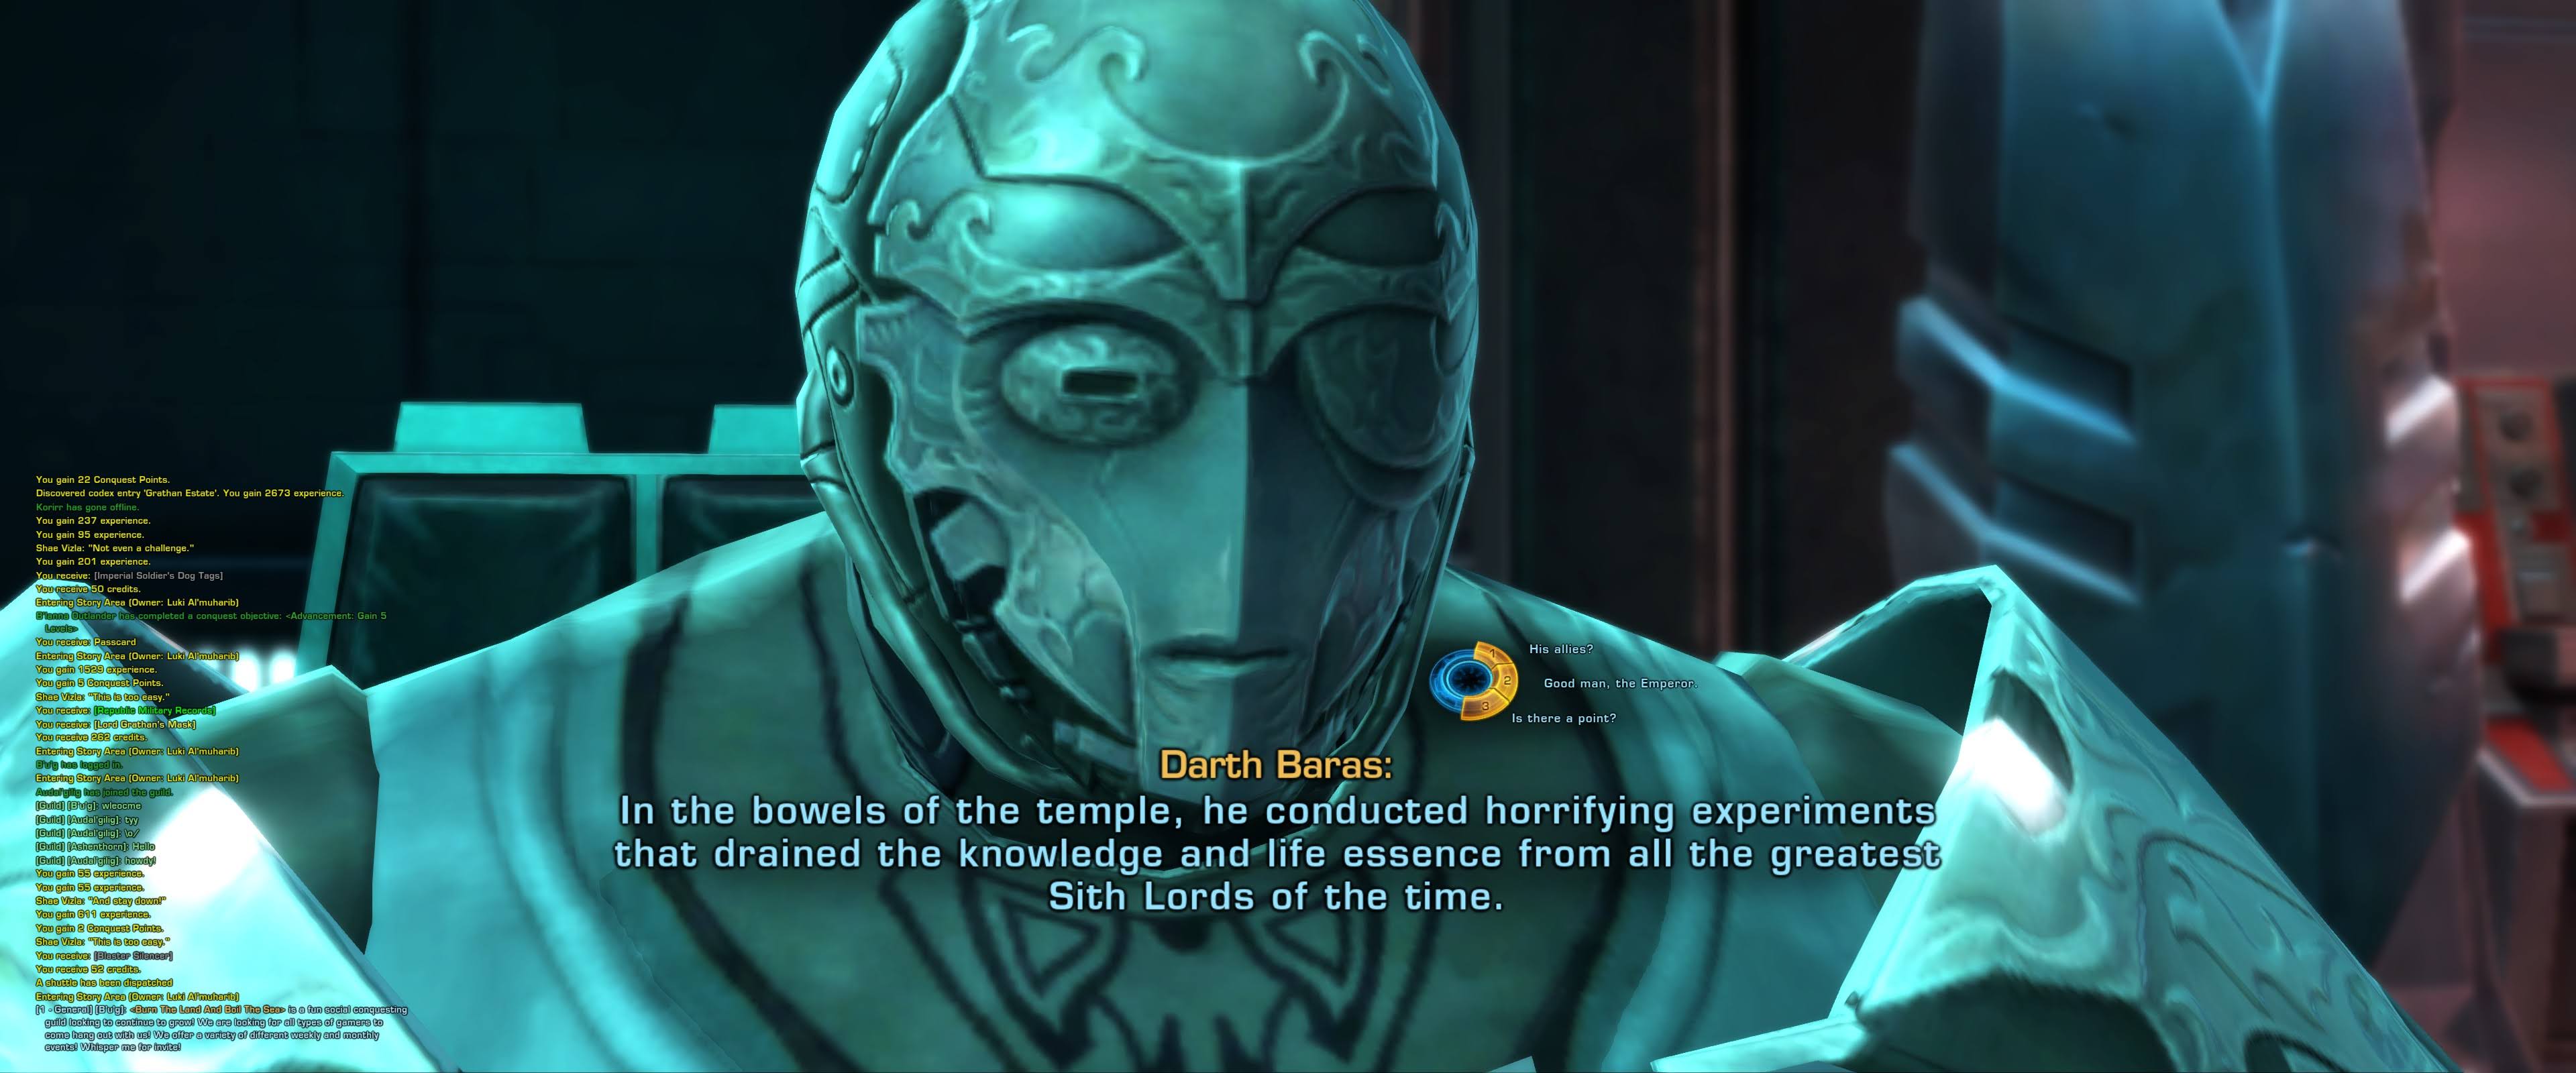 You gain 22 Conquest Points.
Discovered codex entry 'Grathan Estate'. You gain 2673 experience.
Korirr has gone offline.
You gain 237 experience.
You gain 95 experience.
Shae Vizla: "Not even a challenge."
You gain 201 experience.
You receive: [Imperial Soldier's Dog Tags]
You receive 50 credits.
Entering Story Area (Owner: Luki Al'muharib)
B'ianna Outlander has completed a conquest objective: <Advancement: Gain 5
Levels>
You receive: Passcard
Entering Story Area (Owner: Luki Al'muharib)
You gain 1529 experience.
You gain 5 Conquest Points.
Shae Vizla: "This is too easy."
You receive: [Republic Military Records]
You receive: [Lord Grathan's Mask]
You receive 262 credits.
Entering Story Area (Owner: Luki Al'muharib)
B'u'g has logged in.
Entering Story Area (Owner: Luki Al'muharib)
Audal'gilig has joined the guild.
[Guild] [B'u'g]: wleocme
[Guild] [Audal'gilig]: tyy
[Guild] [Audal'gilig]: \o/
[Guild] [Ashenthorn]: Hello
[Guild] [Audal'gilig]: howdy!
You gain 55 experience.
You gain 55 experience.
Shae Vizla: "And stay down!"
You gain 611 experience.
You gain 2 Conquest Points.
Shae Vizla: "This is too easy."
You receive: [Blaster Silencer]
You receive 52 credits.
A shuttle has been dispatched
Entering Story Area (Owner: Luki Al'muharib)
[1 - General] [B'u'g]: <Burn The Land And Boil The Sea> is a fun social conquesting
guild looking to continue to grow! We are looking for all types of gamers to
come hang out with us! We offer a variety of different weekly and monthly
events! Whisper me for invite!
1 His allies?
2 Good man, the Emperor.
3 Is there a point?
Darth Baras:
In the bowels of the temple, he conducted horrifying experiments
that drained the knowledge and life essence from all the greatest
Sith Lords of the time.